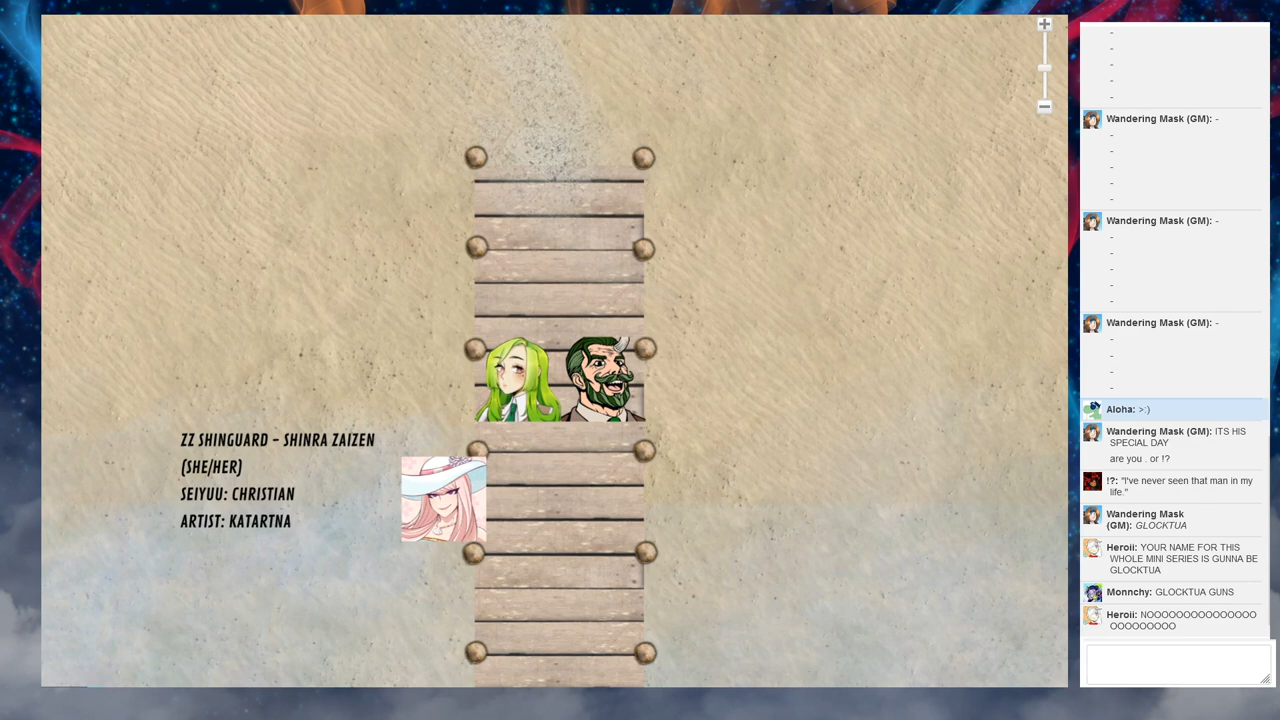 ZZ SHINGUARD - SHINRA ZAIZEN
(SHE/HER)
SEIYUU: CHRISTIAN
ARTIST: KATARTNA
-
-
-
-
-
Wandering Mask (GM): -
-
-
-
-
-
Wandering Mask (GM): -
-
-
-
-
-
Wandering Mask (GM): -
-
-
-
-
Aloha: >:)
Wandering Mask (GM): ITS HIS
SPECIAL DAY
are you . or !?
!?: "I've never seen that man in my
life."
Wandering Mask
(GM): GLOCKTUA
Heroii: YOUR NAME FOR THIS
WHOLE MINI SERIES IS GUNNA BE
GLOCKTUA
Monnchy: GLOCKTUA GUNS
Heroii: NOOOOOOOOOOOOOOO
OOOOOOOOO